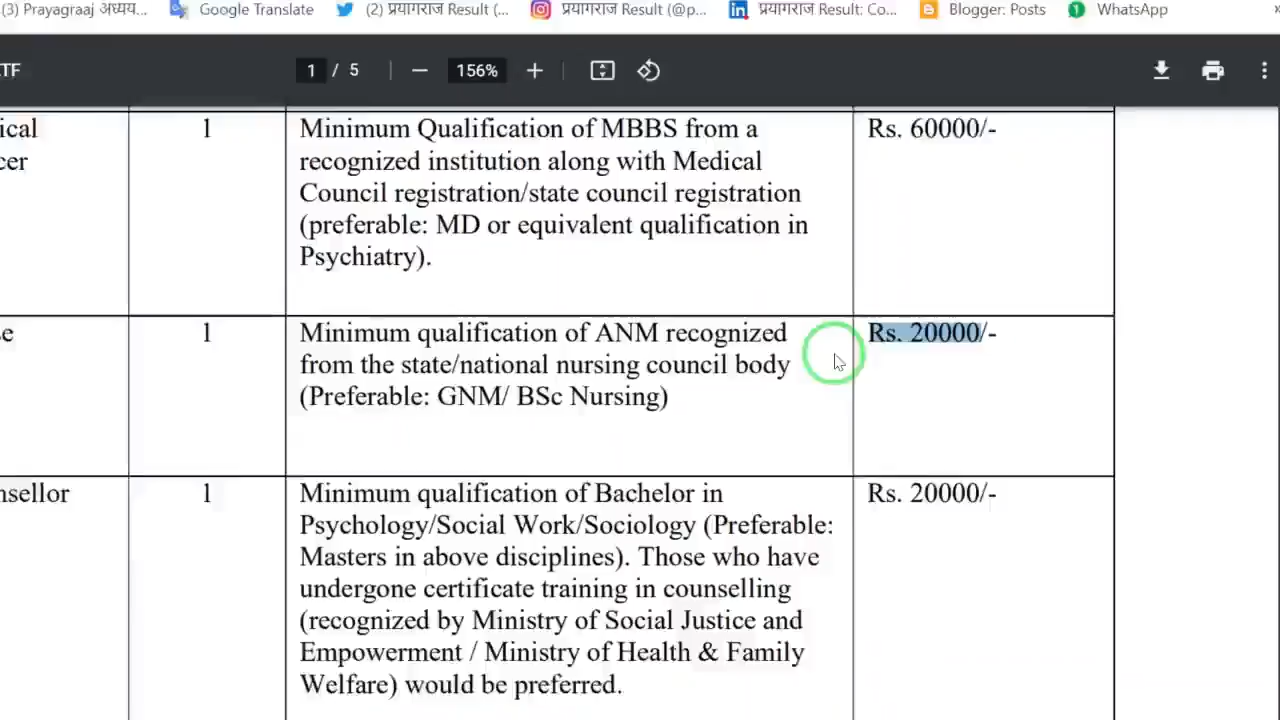 (3) Prayagraaj अध्यय... Google Translate (2) प्रयागराज Result (... प्रयागराज Result (@p... प्रयागराज Result: Co... Blogger: Posts WhatsApp
TF 1 / 5 156%
ical 1 Minimum Qualification of MBBS from a Rs. 60000/-
cer recognized institution along with Medical
Council registration/state council registration
(preferable: MD or equivalent qualification in
Psychiatry).
e 1 Minimum qualification of ANM recognized Rs. 20000/-
from the state/national nursing council body
(Preferable: GNM/ BSc Nursing)
nsellor 1 Minimum qualification of Bachelor in Rs. 20000/-
Psychology/Social Work/Sociology (Preferable:
Masters in above disciplines). Those who have
undergone certificate training in counselling
(recognized by Ministry of Social Justice and
Empowerment / Ministry of Health & Family
Welfare) would be preferred.